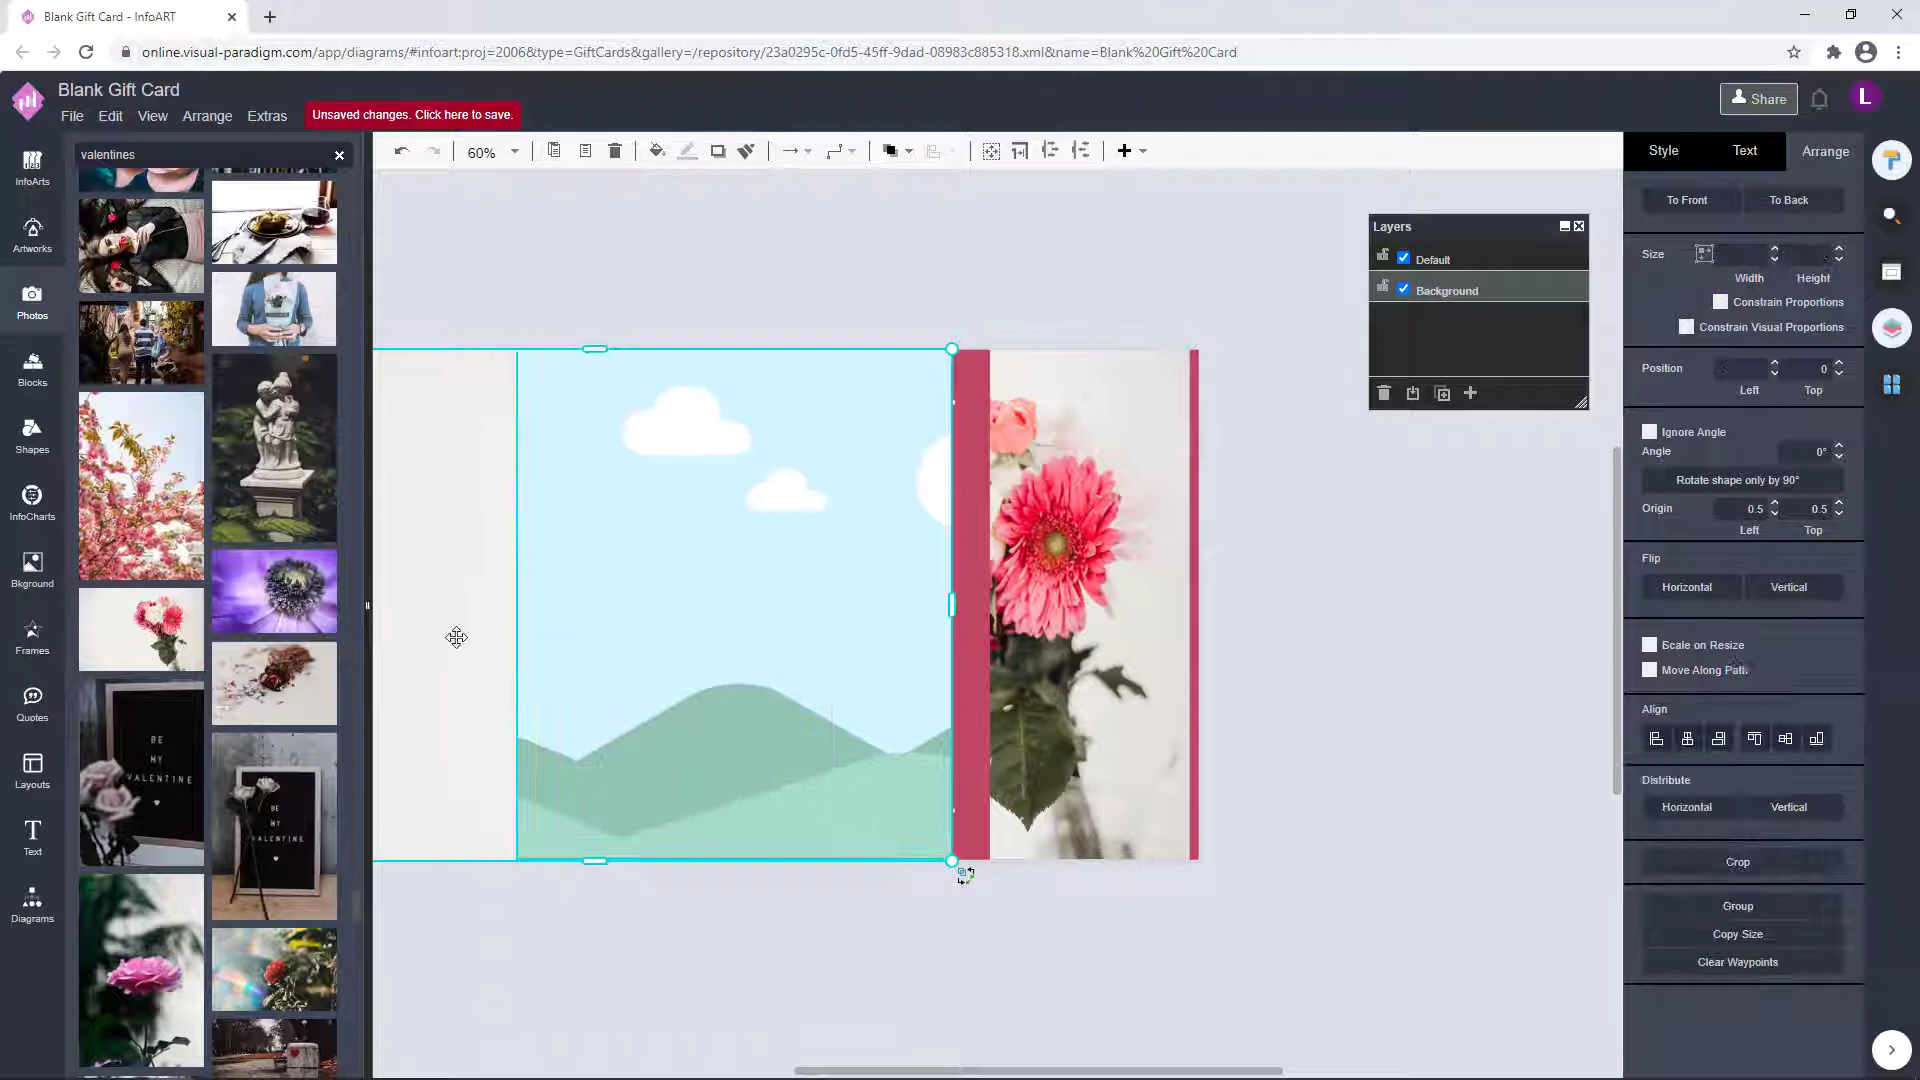 Blank Gift Card - InfoART
online.visual-paradigm.com/app/diagrams/#infoart:proj=2006&type=GiftCards&gallery=/repository/23a0295c-0fd5-45ff-9dad-08983c885318.xml&name=Blank%20Gift%20Card
Blank Gift Card
File Edit View Arrange Extras
Unsaved changes. Click here to save.
Share
L
InfoArts
Artworks
Photos
Blocks
Shapes
InfoCharts
Bkground
Frames
Quotes
Layouts
Text
Diagrams
valentines
BE
MY
VALENTINE
BE
MY
VALENTINE
60%
Layers
Default
Background
Style Text Arrange
To Front To Back
Size
Width Height
Constrain Proportions
Constrain Visual Proportions
Position 0
Left Top
Ignore Angle
Angle 0°
Rotate shape only by 90°
Origin 0.5 0.5
Left Top
Flip
Horizontal Vertical
Scale on Resize
Move Along Path
Align
Distribute
Horizontal Vertical
Crop
Group
Copy Size
Clear Waypoints